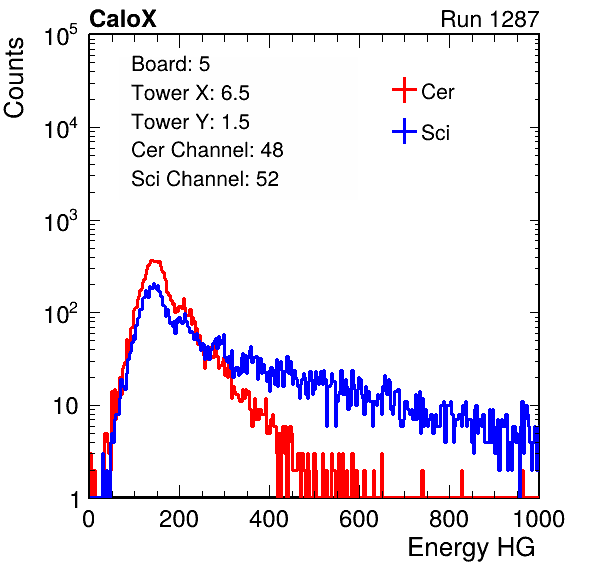 CaloX Run 1287
Counts
Board: 5
Tower X: 6.5
Tower Y: 1.5
Cer Channel: 48
Sci Channel: 52
Cer
Sci
10^5
10^4
10^3
10^2
10
1
0 200 400 600 800 1000
Energy HG